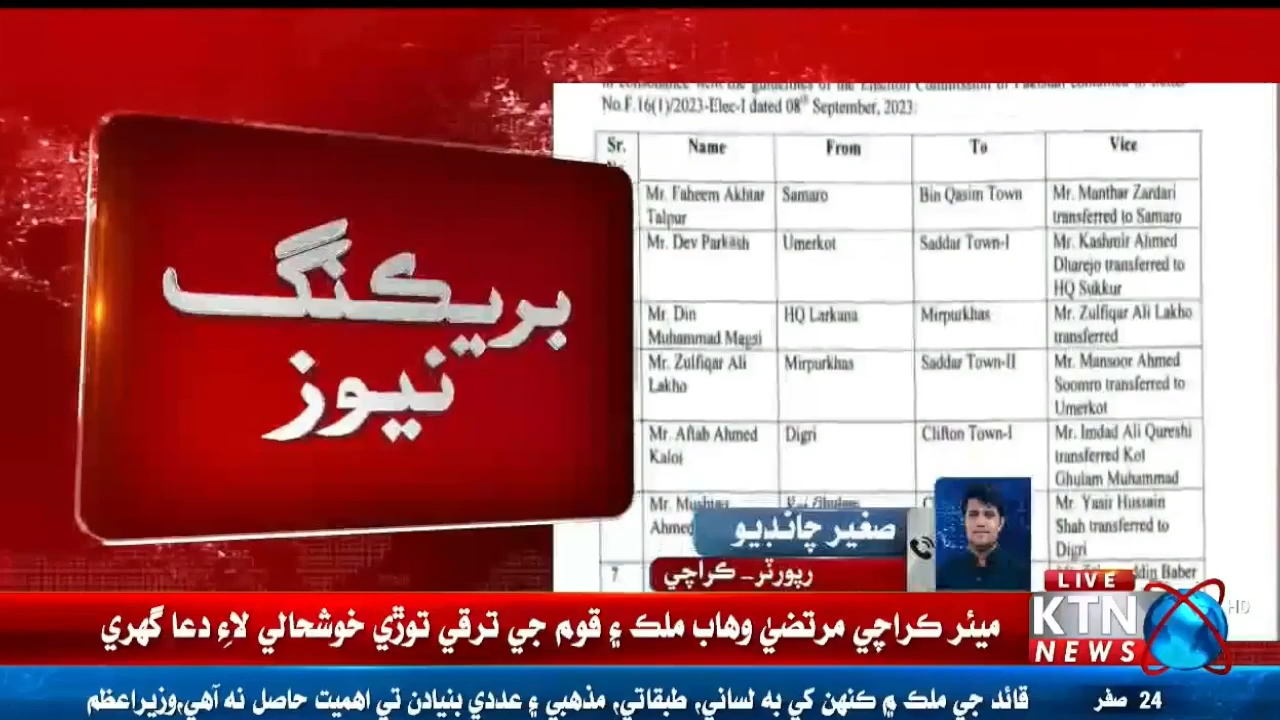 بريڪنگ
نيوز
No.F.16(1)/2023-Elec-I dated 08th September, 2023:
Sr. Name From To Vice
Mr. Faheem Akhtar Samaro Bin Qasim Town Mr. Manthar Zardari
Talpur transferred to Samaro
Mr. Dev Parkash Umerkot Saddar Town-I Mr. Kashmir Ahmed
Dharejo transferred to
HQ Sukkur
Mr. Din HQ Larkana Mirpurkhas Mr. Zulfiqar Ali Lakho
Muhammad Magsi transferred
Mr. Zulfiqar Ali Mirpurkhas Saddar Town-II Mr. Mansoor Ahmed
Lakho Soomro transferred to
Umerkot
Mr. Aftab Ahmed Digri Clifton Town-I Mr. Imdad Ali Qureshi
Kaloi transferred Kot
Ghulam Muhammad
Mr. Yasir Hussain
Ahmed Shah transferred to
Digri
7 Baber
صغير چانڊيو
رپورٽر- ڪراچي
LIVE
KTN
NEWS
HD
ميئر ڪراچي مرتضيٰ وهاب ملڪ ۽ قوم جي ترقي توڙي خوشحالي لاءِ دعا گهري
24 صفر
قائد جي ملڪ ۾ ڪنهن کي به لساني، طبقاتي، مذهبي ۽ عددي بنيادن تي اهميت حاصل نه آهي،وزيراعظم